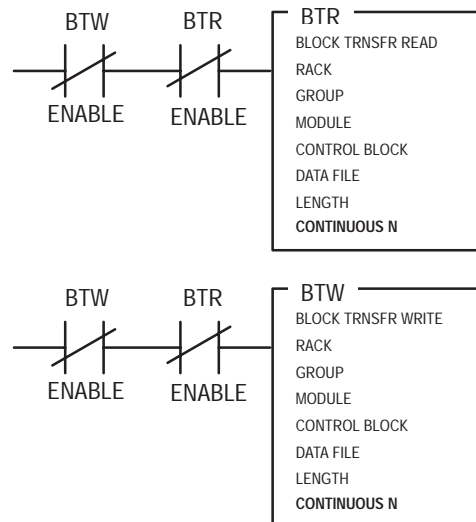 BTW BTR
ENABLE ENABLE
BTR
BLOCK TRNSFR READ
RACK
GROUP
MODULE
CONTROL BLOCK
DATA FILE
LENGTH
CONTINUOUS N
BTW BTR
ENABLE ENABLE
BTW
BLOCK TRNSFR WRITE
RACK
GROUP
MODULE
CONTROL BLOCK
DATA FILE
LENGTH
CONTINUOUS N